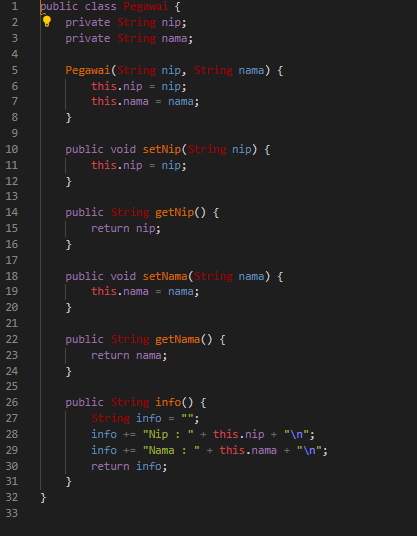 1 public class Pegawai {
2     private String nip;
3     private String nama;
4
5     Pegawai(String nip, String nama) {
6         this.nip = nip;
7         this.nama = nama;
8     }
9
10     public void setNip(String nip) {
11         this.nip = nip;
12     }
13
14     public String getNip() {
15         return nip;
16     }
17
18     public void setNama(String nama) {
19         this.nama = nama;
20     }
21
22     public String getNama() {
23         return nama;
24     }
25
26     public String info() {
27         String info = "";
28         info += "Nip : " + this.nip + "\n";
29         info += "Nama : " + this.nama + "\n";
30         return info;
31     }
32 }
33